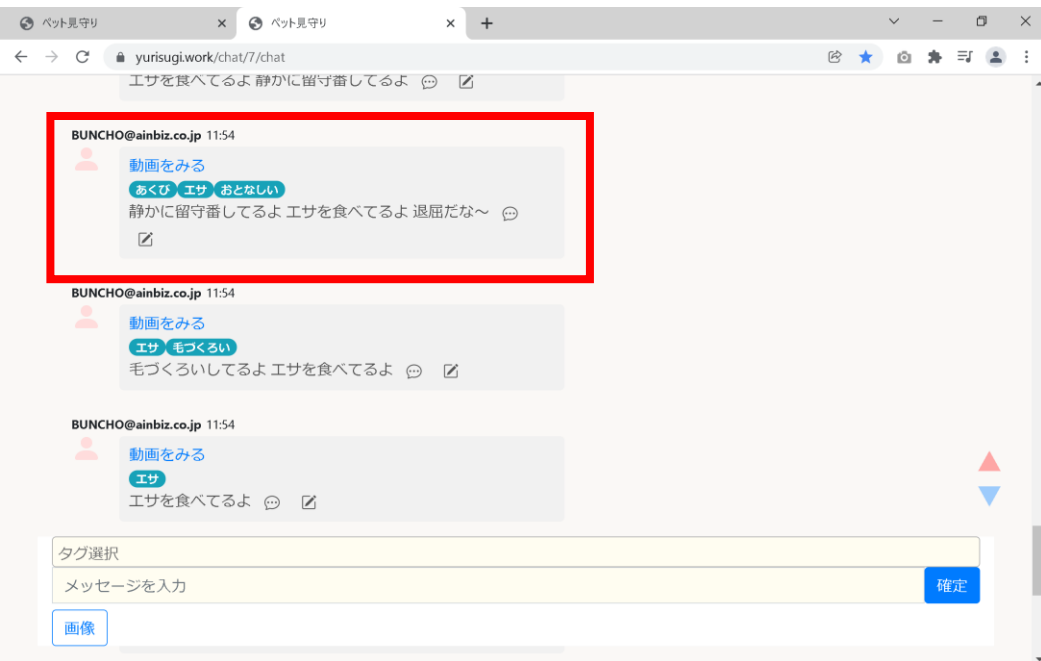 ペット見守り
ペット見守り
yurisugi.work/chat/7/chat
エサを食べてるよ 静かに留守番してるよ
BUNCHO@ainbiz.co.jp 11:54
動画をみる
あくび エサ おとなしい
静かに留守番してるよ エサを食べてるよ 退屈だな～
BUNCHO@ainbiz.co.jp 11:54
動画をみる
エサ 毛づくろい
毛づくろいしてるよ エサを食べてるよ
BUNCHO@ainbiz.co.jp 11:54
動画をみる
エサ
エサを食べてるよ
タグ選択
メッセージを入力
確定
画像